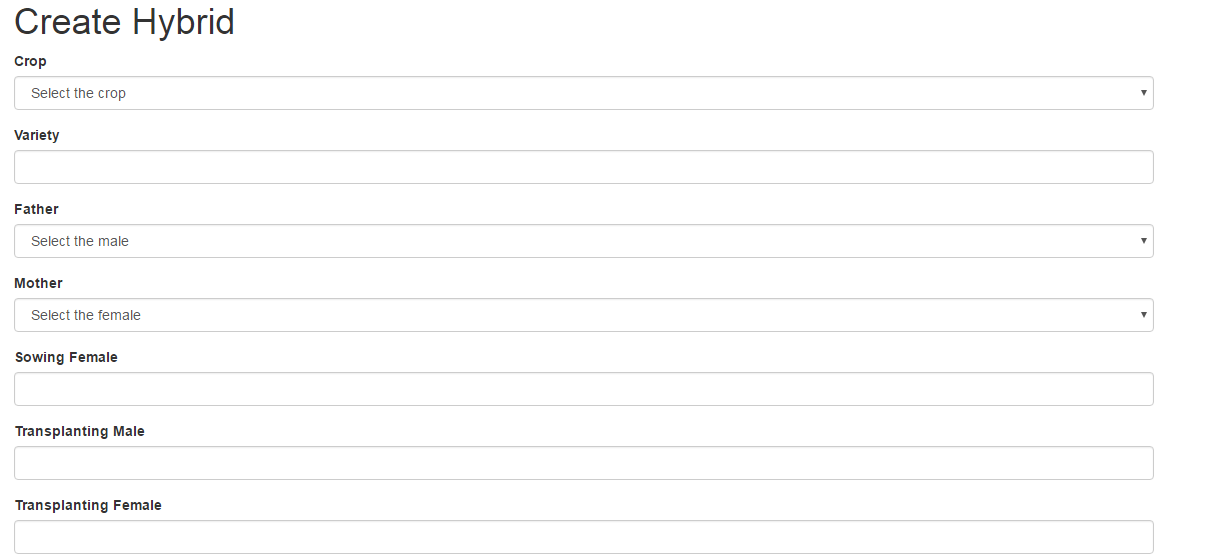 Create Hybrid
Crop
Select the crop
Variety
Father
Select the male
Mother
Select the female
Sowing Female
Transplanting Male
Transplanting Female